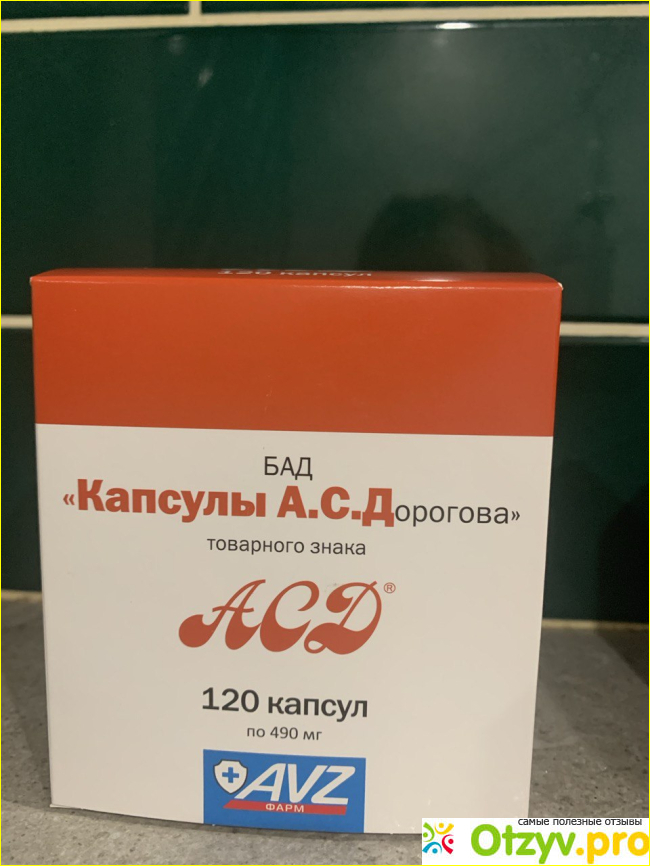 120 капсул
БАД
«Капсулы А.С.Дорогова»
товарного знака
АСД®
120 капсул
по 490 мг
AVZ
ФАРМ
самые полезные отзывы
Otzyv.pro